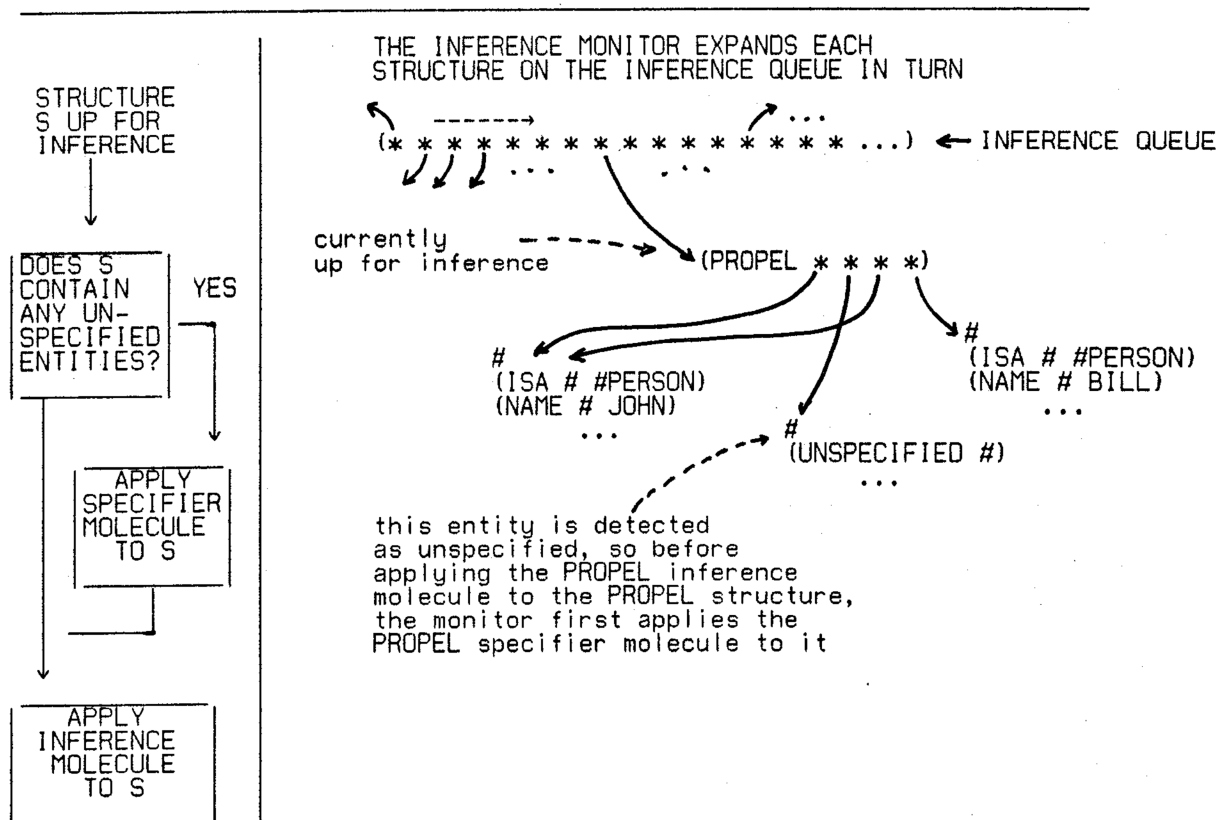 STRUCTURE
S UP FOR
INFERENCE
DOES S
CONTAIN
ANY UN-
SPECIFIED
ENTITIES?
YES
APPLY
SPECIFIER
MOLECULE
TO S
APPLY
INFERENCE
MOLECULE
TO S
THE INFERENCE MONITOR EXPANDS EACH
STRUCTURE ON THE INFERENCE QUEUE IN TURN
...
(* * * * * * * * * * * * * * * * ...) INFERENCE QUEUE
... ...
currently
up for inference
(PROPEL * * * *)
#
(ISA # #PERSON)
(NAME # JOHN)
...
#
(ISA # #PERSON)
(NAME # BILL)
...
#
(UNSPECIFIED #)
...
this entity is detected
as unspecified, so before
applying the PROPEL inference
molecule to the PROPEL structure,
the monitor first applies the
PROPEL specifier molecule to it